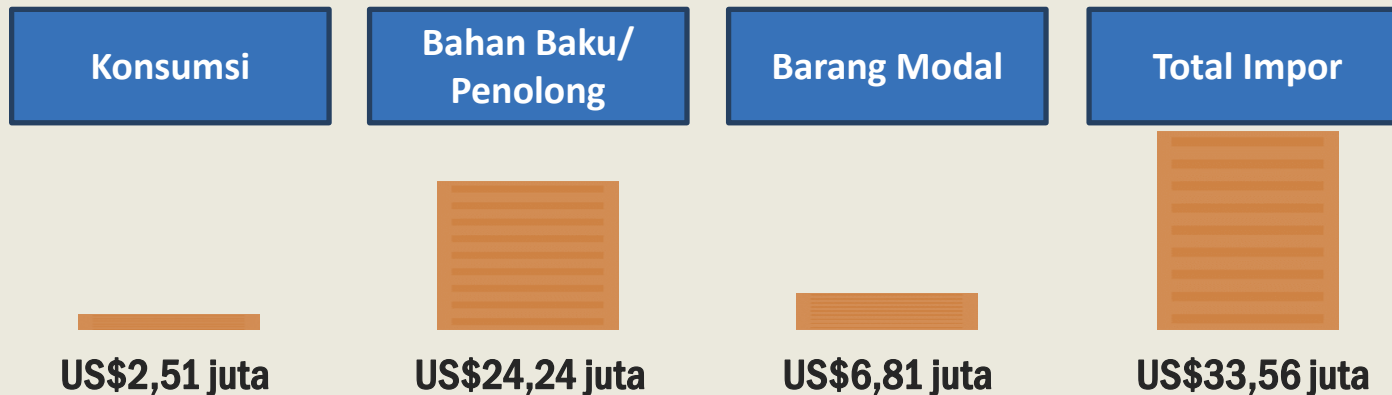 Konsumsi
Bahan Baku/
Penolong
Barang Modal
Total Impor
US$2,51 juta
US$24,24 juta
US$6,81 juta
US$33,56 juta